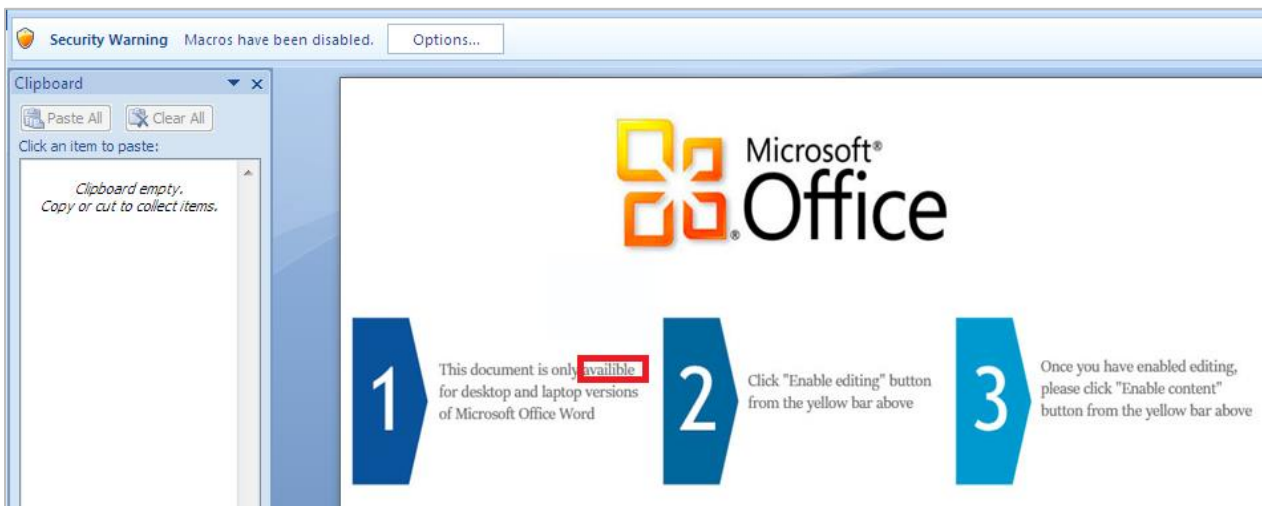 Security Warning Macros have been disabled. Options...
Clipboard
Paste All Clear All
Click an item to paste:
Clipboard empty.
Copy or cut to collect items.
Microsoft®
Office
®
1
This document is only availible
for desktop and laptop versions
of Microsoft Office Word
2
Click "Enable editing" button
from the yellow bar above
3
Once you have enabled editing,
please click "Enable content"
button from the yellow bar above